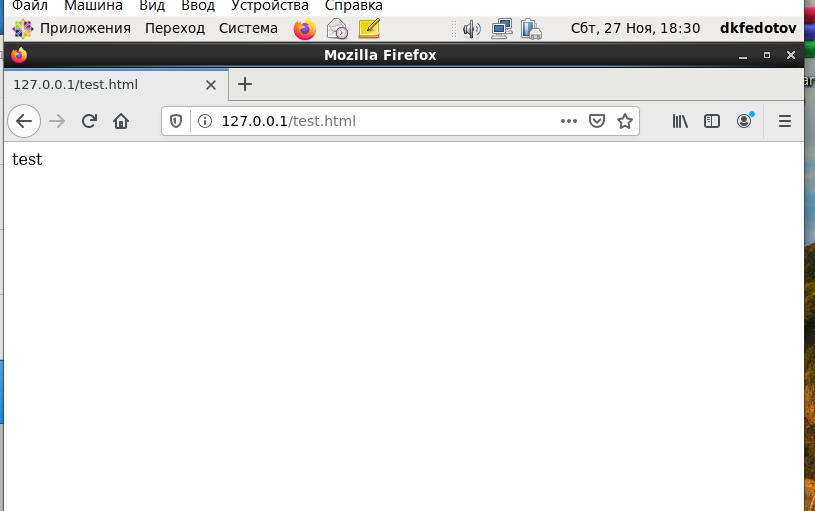 Файл Машина Вид Ввод Устройства Справка
Приложения Переход Система Сбт, 27 Ноя, 18:30 dkfedotov
Mozilla Firefox
127.0.0.1/test.html
127.0.0.1/test.html
test